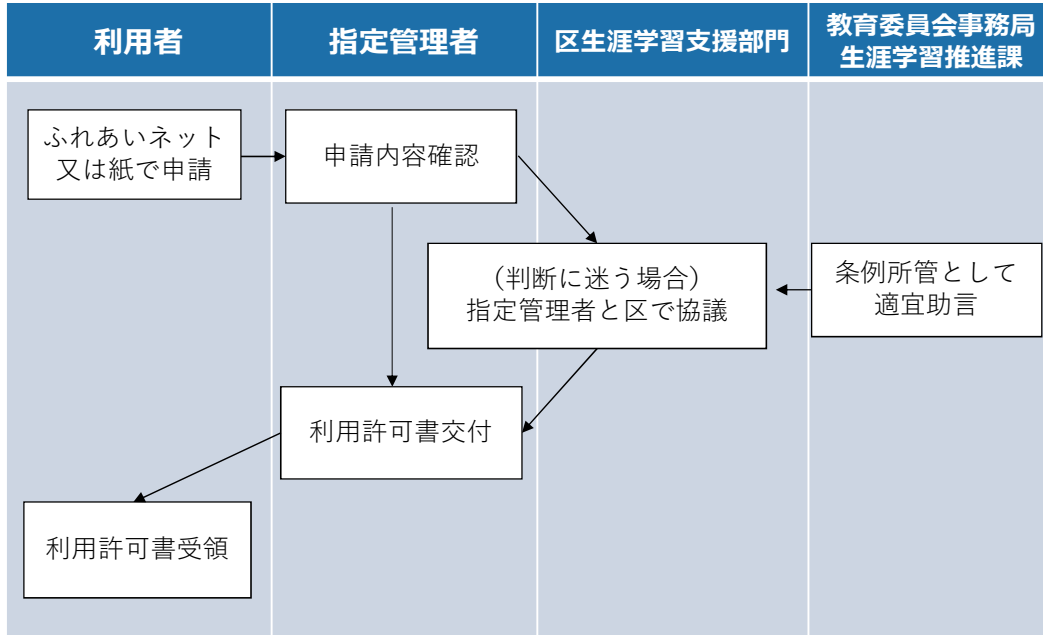 利用者
指定管理者
区生涯学習支援部門
教育委員会事務局
生涯学習推進課
ふれあいネット
又は紙で申請
申請内容確認
（判断に迷う場合）
指定管理者と区で協議
条例所管として
適宜助言
利用許可書交付
利用許可書受領